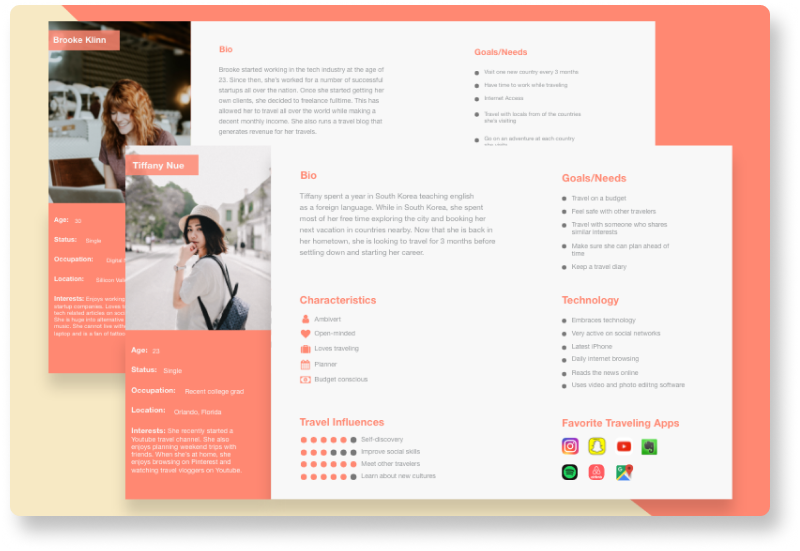 Brooke Klinn
Bio
Brooke started working in the tech industry at the age of
23. Since then, she's worked for a number of successful
startups all over the nation. Once she started getting her
own clients, she decided to freelance fulltime. This has
allowed her to travel all over the world while making a
decent monthly income. She also runs a travel blog that
generates revenue for her travels.
Goals/Needs
Visit one new country every 3 months
Have time to work while traveling
Internet Access
Travel with locals from of the countries
she's visiting
Go on an adventure at each country
Age: 32
Status: Single
Occupation: Digital
Location: Silicon Vall
Interests: Enjoys working
startup companies. Loves
tech related articles on
She is huge into alternative
music. She cannot live
laptop and is a fan of
Tiffany Nue
Age: 23
Status: Single
Occupation: Recent college grad
Location: Orlando, Florida
Interests: She recently started a
Youtube travel channel. She also
enjoys planning weekend trips with
friends. When she's at home, she
enjoys browsing on Pinterest and
watching travel vloggers on Youtube.
Bio
Tiffany spent a year in South Korea teaching english
as a foreign language. While in South Korea, she spent
most of her free time exploring the city and booking her
next vacation in countries nearby. Now that she is back in
her hometown, she is looking to travel for 3 months before
settling down and starting her career.
Characteristics
Ambivert
Open-minded
Loves traveling
Planner
Budget conscious
Travel Influences
Self-discovery
Improve social skills
Meet other travelers
Learn about new cultures
Goals/Needs
Travel on a budget
Feel safe with other travelers
Travel with someone who shares
similar interests
Make sure she can plan ahead of
time
Keep a travel diary
Technology
Embraces technology
Very active on social networks
Latest iPhone
Daily internet browsing
Reads the news online
Uses video and photo editing software
Favorite Traveling Apps